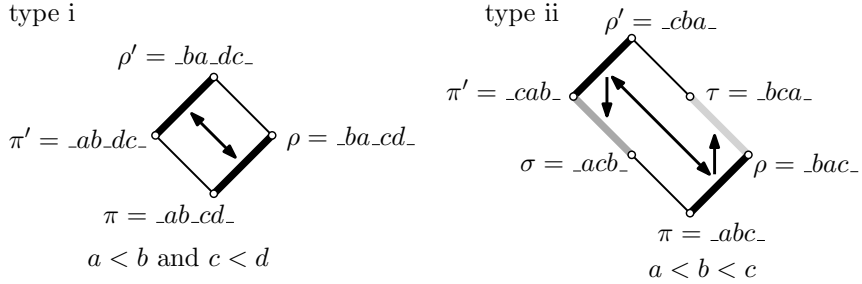 type i
ρ′ = _ba_dc_
π′ = _ab_dc_
ρ = _ba_cd_
π = _ab_cd_
a < b and c < d
type ii
ρ′ = _cba_
π′ = _cab_
τ = _bca_
σ = _acb_
ρ = _bac_
π = _abc_
a < b < c